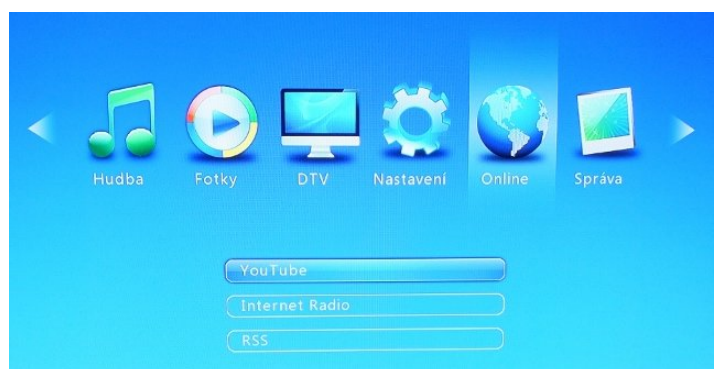 Hudba Fotky DTV Nastavení Online Správa
YouTube
Internet Radio
RSS